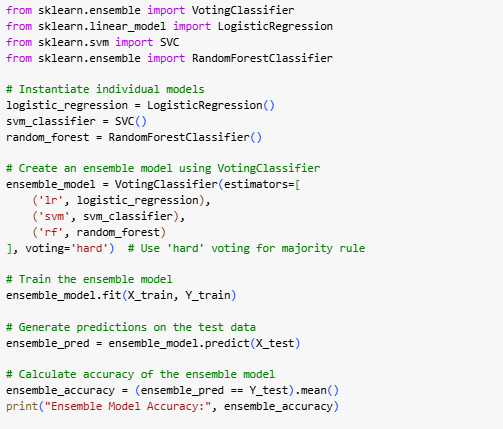 from sklearn.ensemble import VotingClassifier
from sklearn.linear_model import LogisticRegression
from sklearn.svm import SVC
from sklearn.ensemble import RandomForestClassifier
# Instantiate individual models
logistic_regression = LogisticRegression()
svm_classifier = SVC()
random_forest = RandomForestClassifier()
# Create an ensemble model using VotingClassifier
ensemble_model = VotingClassifier(estimators=[
    ('lr', logistic_regression),
    ('svm', svm_classifier),
    ('rf', random_forest)
], voting='hard')  # Use 'hard' voting for majority rule
# Train the ensemble model
ensemble_model.fit(X_train, Y_train)
# Generate predictions on the test data
ensemble_pred = ensemble_model.predict(X_test)
# Calculate accuracy of the ensemble model
ensemble_accuracy = (ensemble_pred == Y_test).mean()
print("Ensemble Model Accuracy:", ensemble_accuracy)